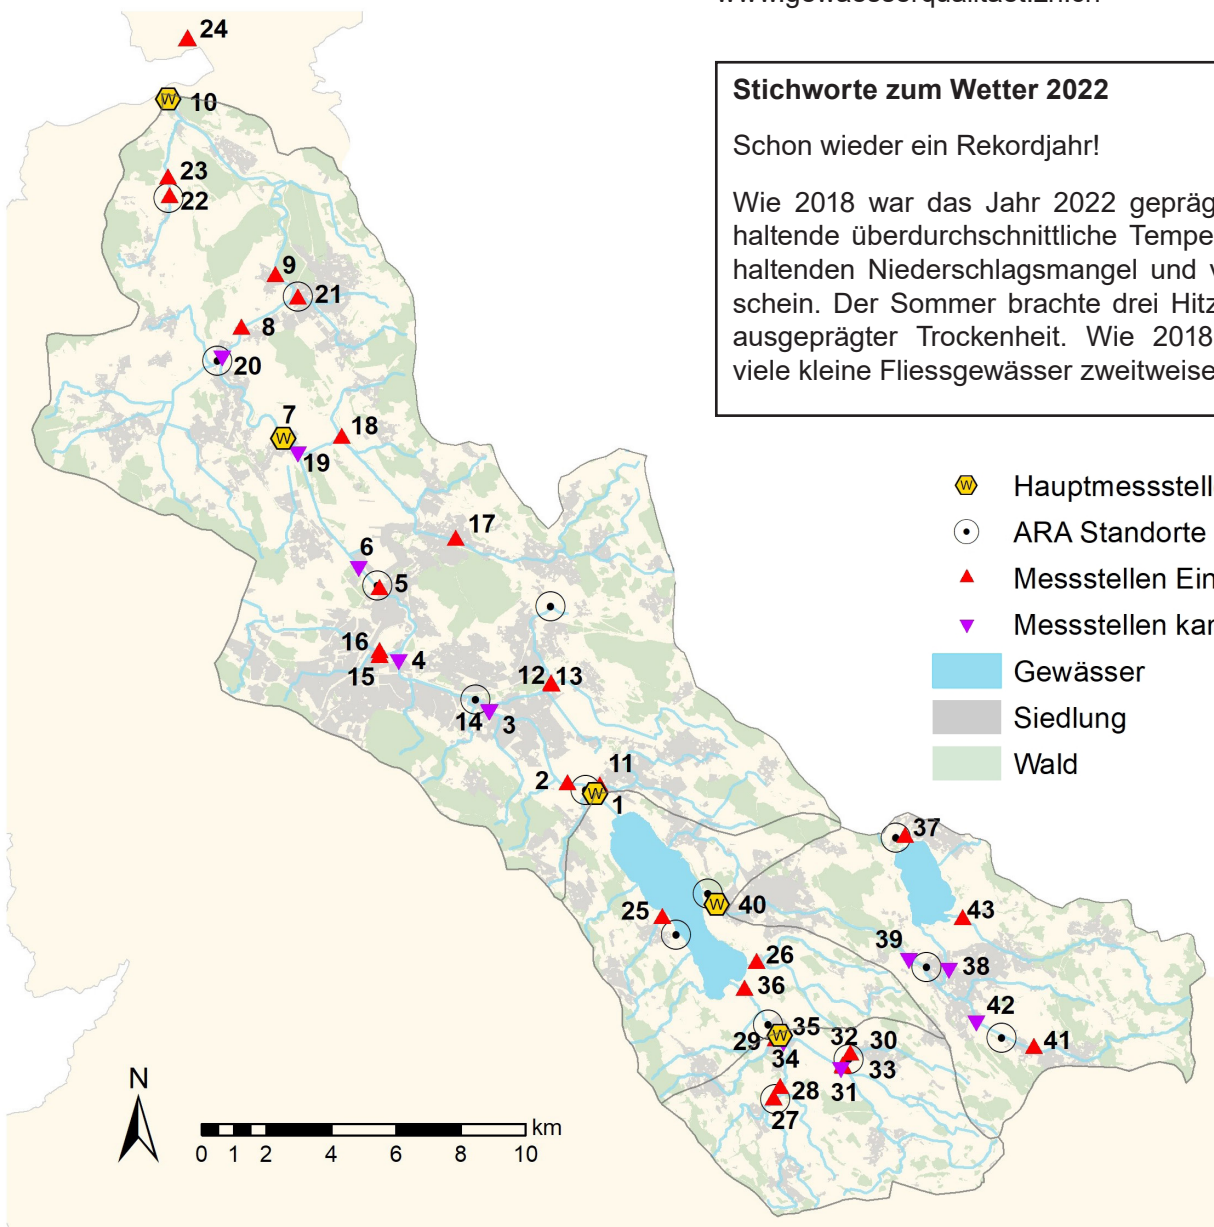 Stichworte zum Wetter 2022
Schon wieder ein Rekordjahr!
Wie 2018 war das Jahr 2022 gepräg
haltende überdurchschnittliche Tempe
haltenden Niederschlagsmangel und v
schein. Der Sommer brachte drei Hitz
ausgeprägter Trockenheit. Wie 2018
viele kleine Fliessgewässer zweitweise
Hauptmessstell
ARA Standorte
Messstellen Ein
Messstellen kar
Gewässer
Siedlung
Wald
24
W 10
23
22
9
21
8
20
7
W
18
19
17
6
5
16
15
4
12 13
14
3
2
11
W
1
37
25
W 40
43
39
38
26
36
42
35
W
29
34
32
30
33
31
41
28
27
N
km
0 1 2 4 6 8 10